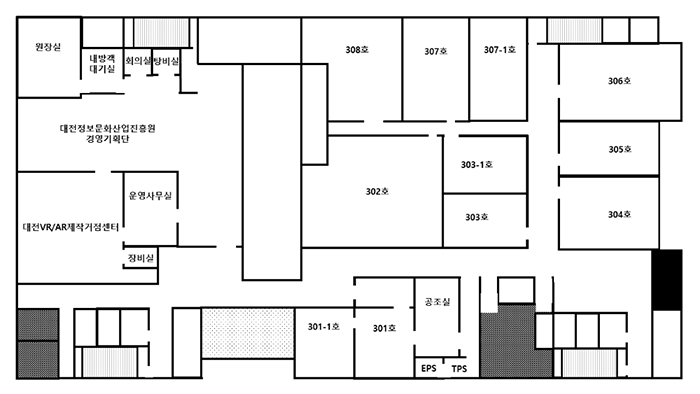 원장실
내방객
대기실
회의실
탕비실
308호
307호
307-1호
306호
대전정보문화산업진흥원
경영기획단
305호
303-1호
302호
운영사무실
303호
304호
대전VR/AR제작거점센터
장비실
공조실
301-1호
301호
EPS
TPS